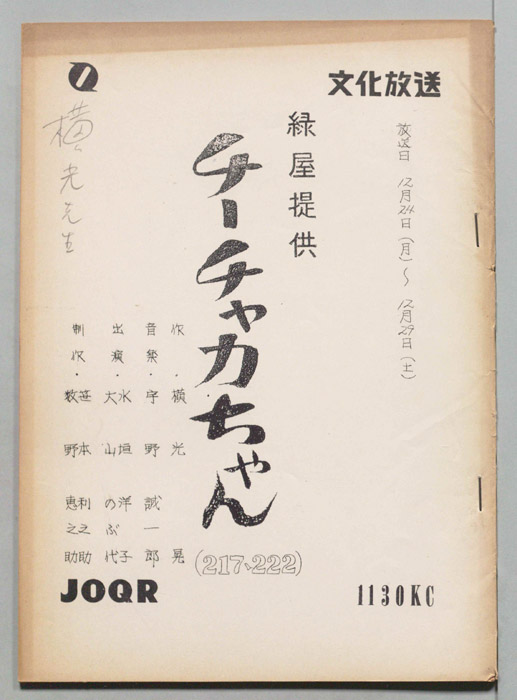 文化放送
放送日 12月24日(月)〜12月29日(土)
緑屋提供
チーチャカちゃん
(217〜222)
作・横光 晃
音楽・宇野誠一郎
出演・水垣洋子
大山のぶ代
制作・笹本利之助
数野恵之助
横光先生
JOQR
1130KC